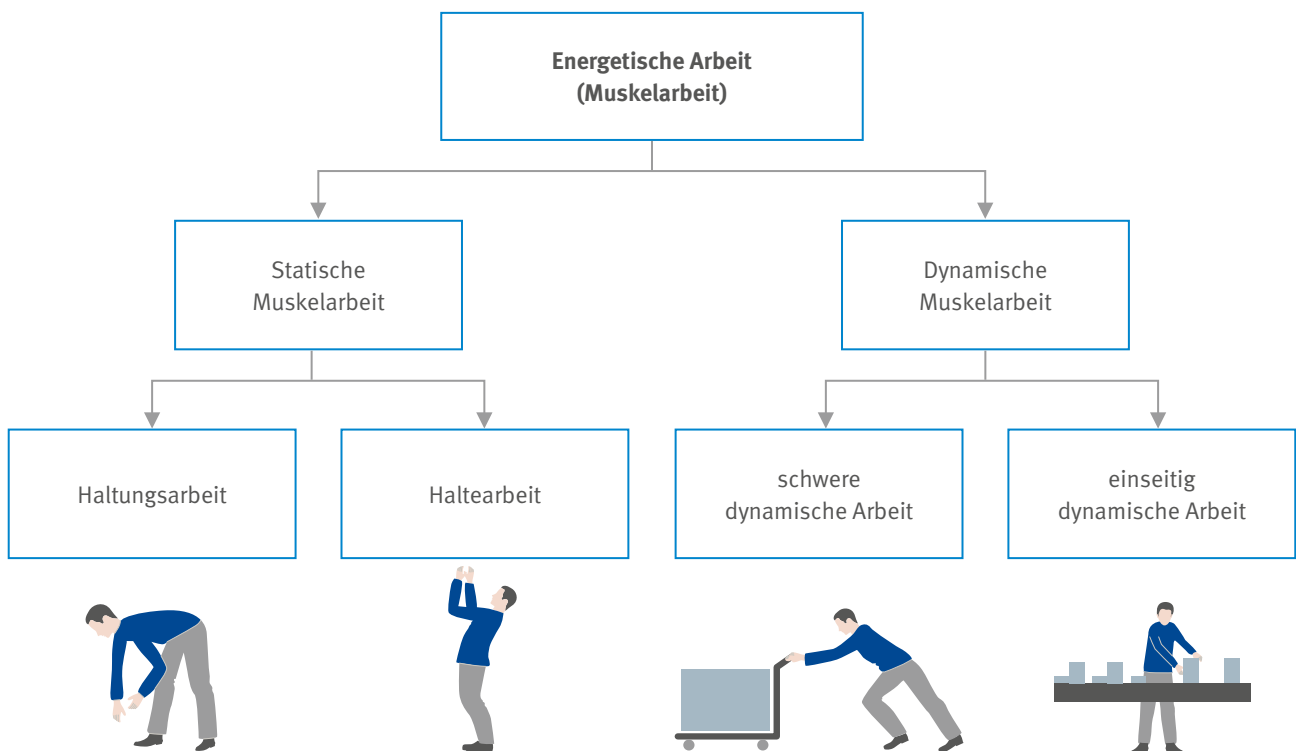 Energetische Arbeit
(Muskelarbeit)
Statische
Muskelarbeit
Dynamische
Muskelarbeit
Haltungsarbeit
Haltearbeit
schwere
dynamische Arbeit
einseitig
dynamische Arbeit